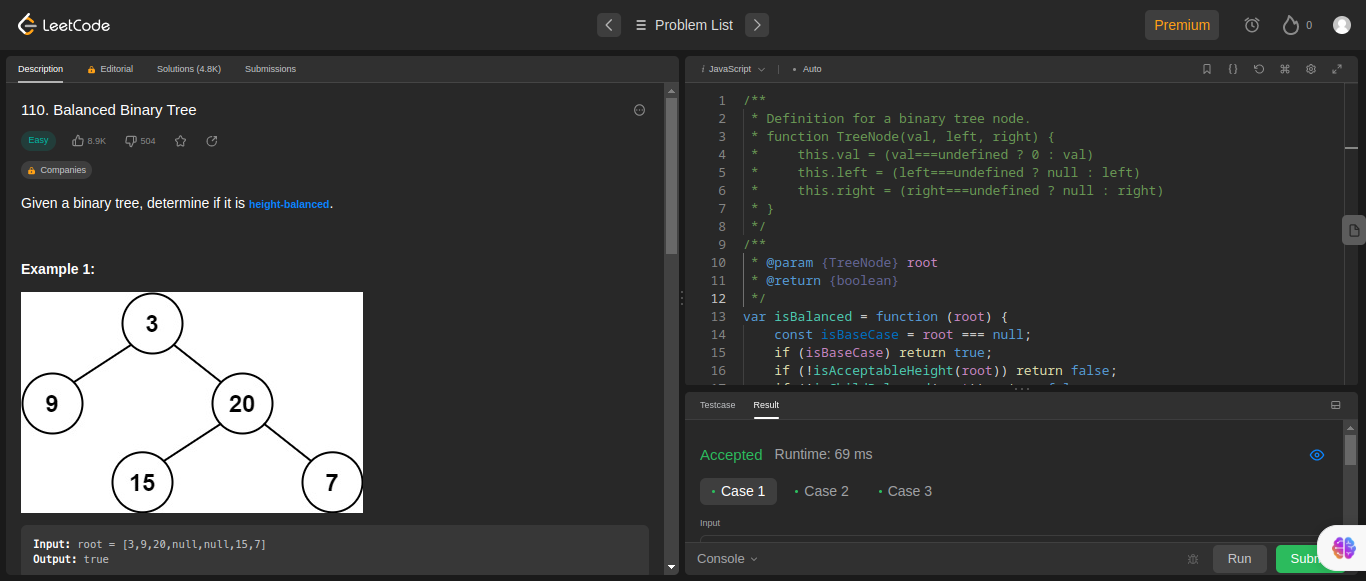 LeetCode
Problem List
Premium
0
Description
Editorial
Solutions (4.8K)
Submissions
110. Balanced Binary Tree
Easy
8.9K
504
Companies
Given a binary tree, determine if it is height-balanced.
Example 1:
3
9
20
15
7
Input: root = [3,9,20,null,null,15,7]
Output: true
i JavaScript
Auto
1 /**
2 * Definition for a binary tree node.
3 * function TreeNode(val, left, right) {
4 *     this.val = (val===undefined ? 0 : val)
5 *     this.left = (left===undefined ? null : left)
6 *     this.right = (right===undefined ? null : right)
7 * }
8 */
9 /**
10 * @param {TreeNode} root
11 * @return {boolean}
12 */
13 var isBalanced = function (root) {
14     const isBaseCase = root === null;
15     if (isBaseCase) return true;
16     if (!isAcceptableHeight(root)) return false;
Testcase
Result
Accepted
Runtime: 69 ms
Case 1
Case 2
Case 3
Input
Console
Run